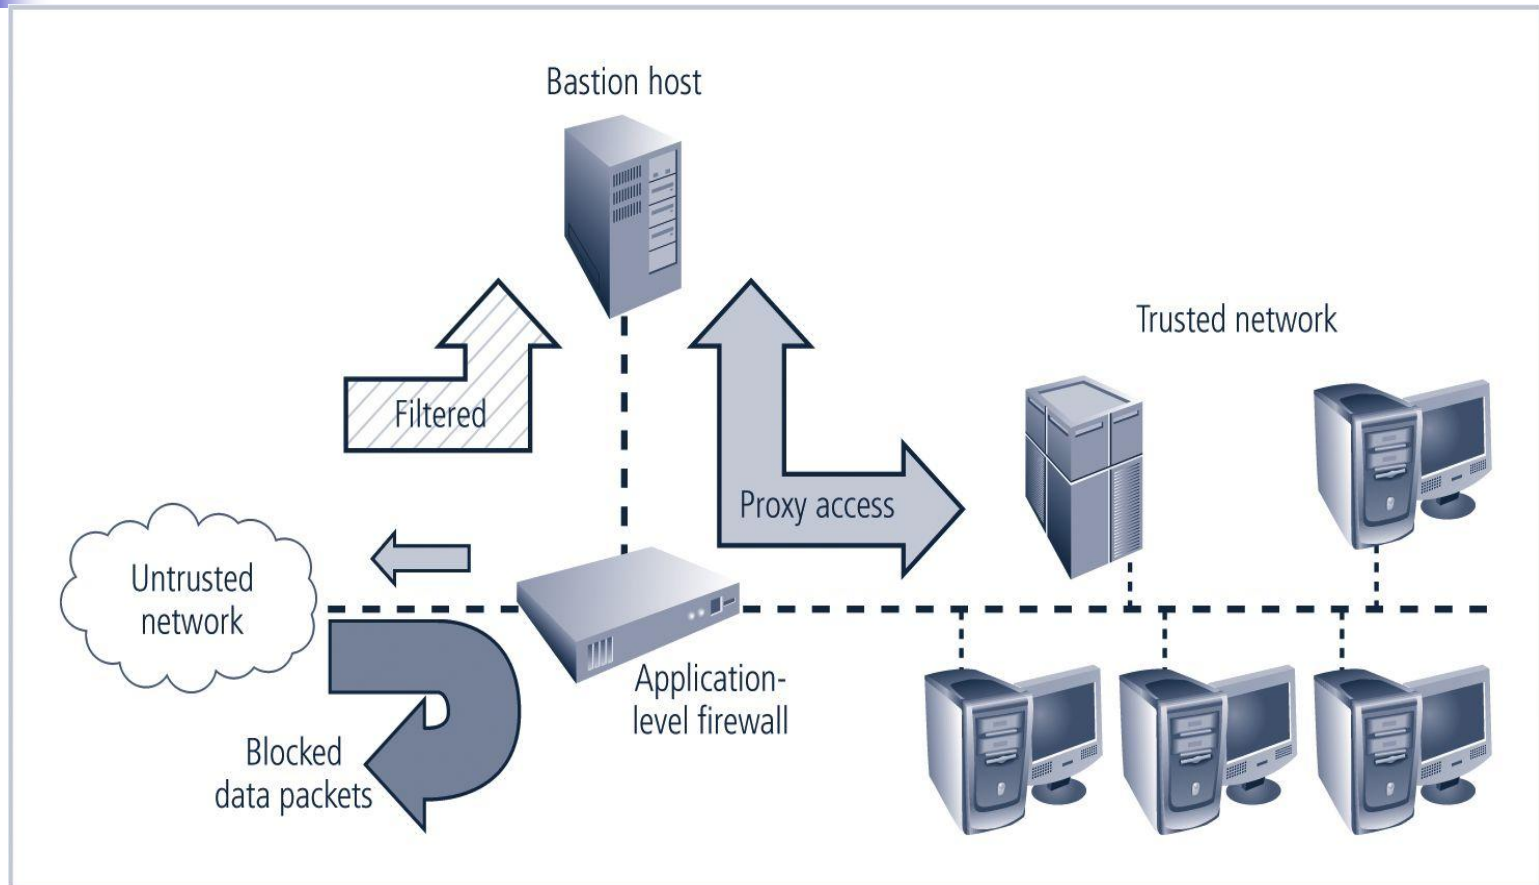 Bastion host
Trusted network
Filtered
Proxy access
Untrusted
network
Application-
level firewall
Blocked
data packets